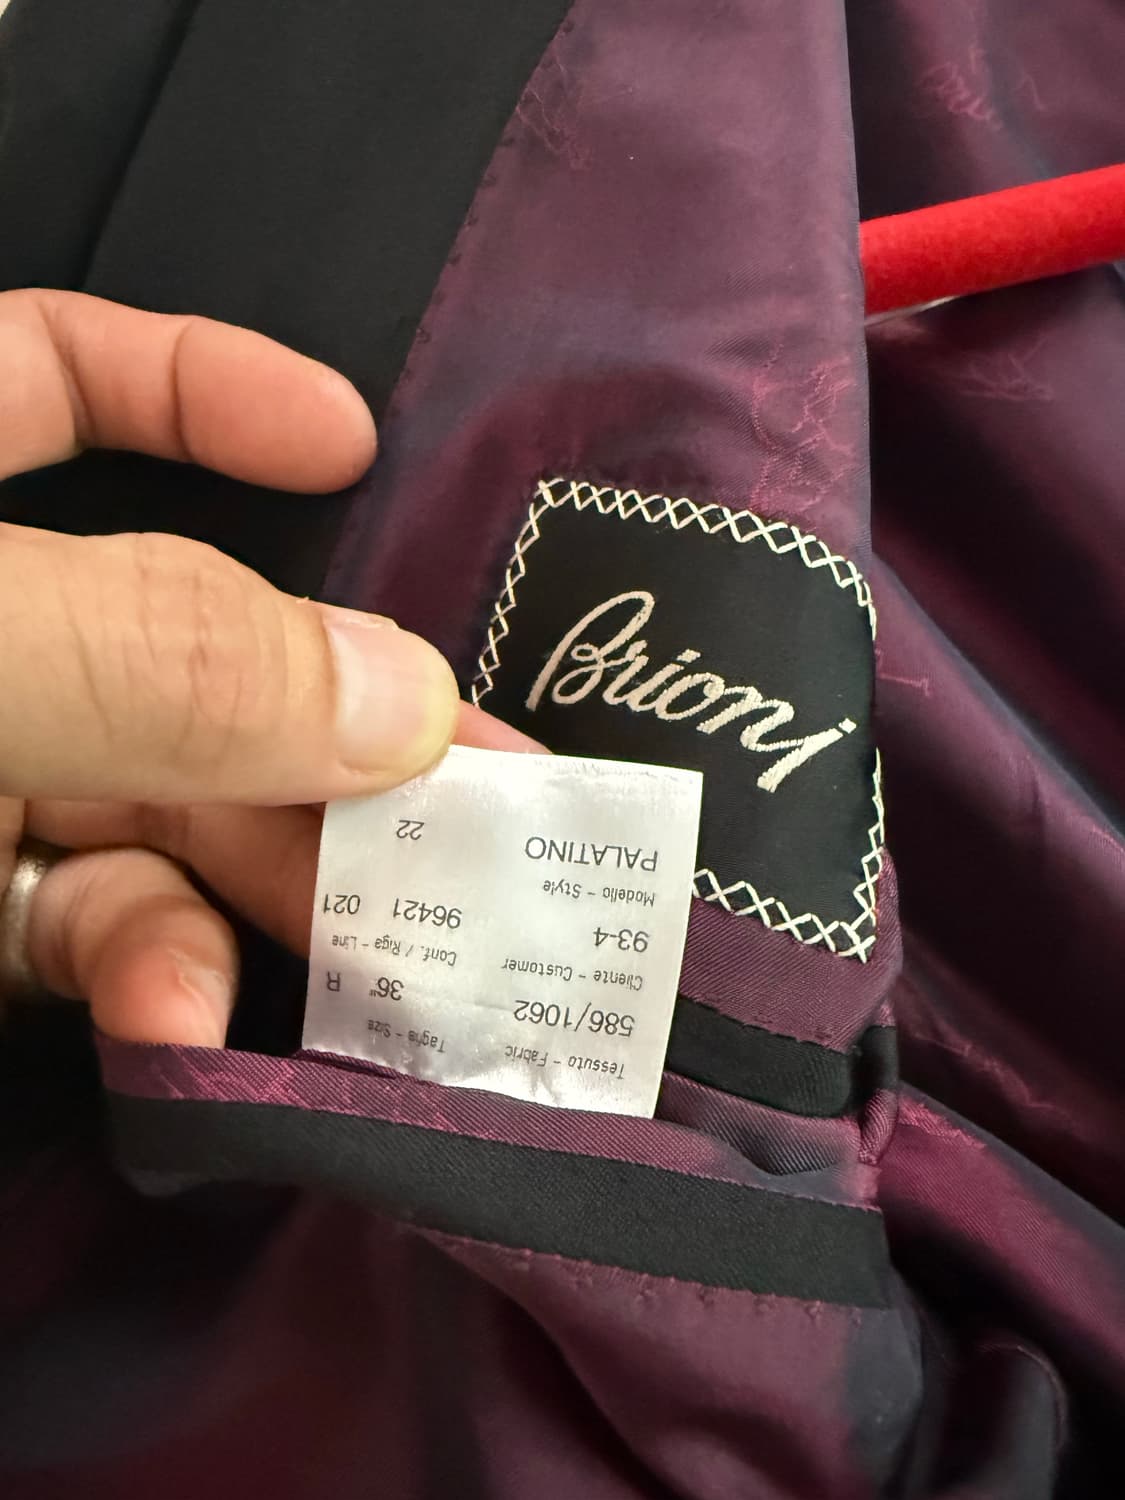 Brioni
Tessuto - Fabric Taglia - Size
586/1062 36" R
Cliente - Customer Conf. / Riga - Line
93-4 96421 021
Modello - Style
PALATINO 22